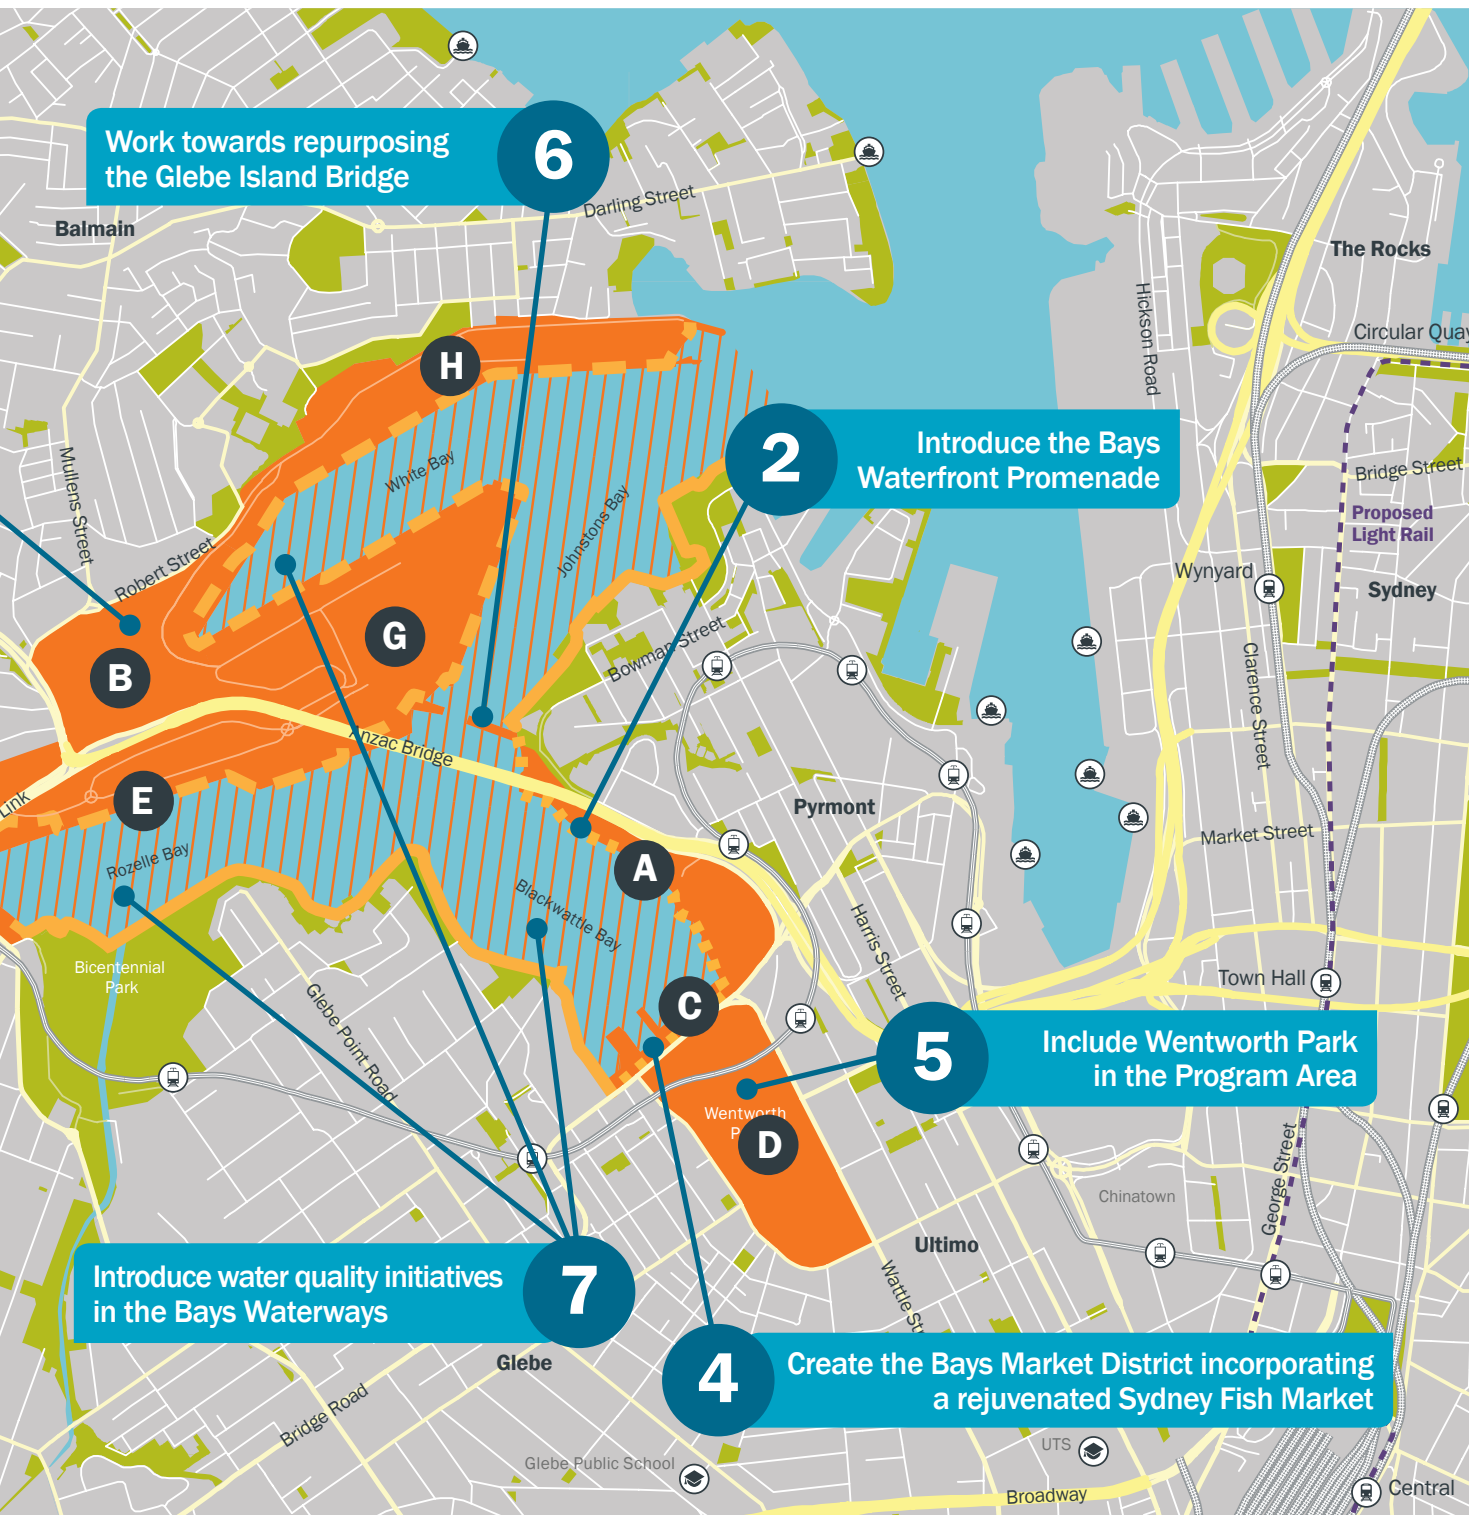 6
Work towards repurposing
the Glebe Island Bridge
Darling Street
Balmain
The Rocks
Hickson Road
Circular Quay
H
2
Introduce the Bays
Waterfront Promenade
White Bay
Johnstons Bay
Mullens Street
Bridge Street
Proposed
Light Rail
Robert Street
Wynyard
Sydney
G
Bowman Street
B
Clarence Street
Anzac Bridge
E
Link
Pyrmont
Market Street
Rozelle Bay
A
Blackwattle Bay
Harris Street
Bicentennial
Park
Town Hall
Glebe Point Road
C
5
Include Wentworth Park
in the Program Area
Wentworth
P
D
George Street
Chinatown
Ultimo
7
Introduce water quality initiatives
in the Bays Waterways
Wattle Str
Glebe
4
Create the Bays Market District incorporating
a rejuvenated Sydney Fish Market
Bridge Road
UTS
Glebe Public School
Broadway
Central